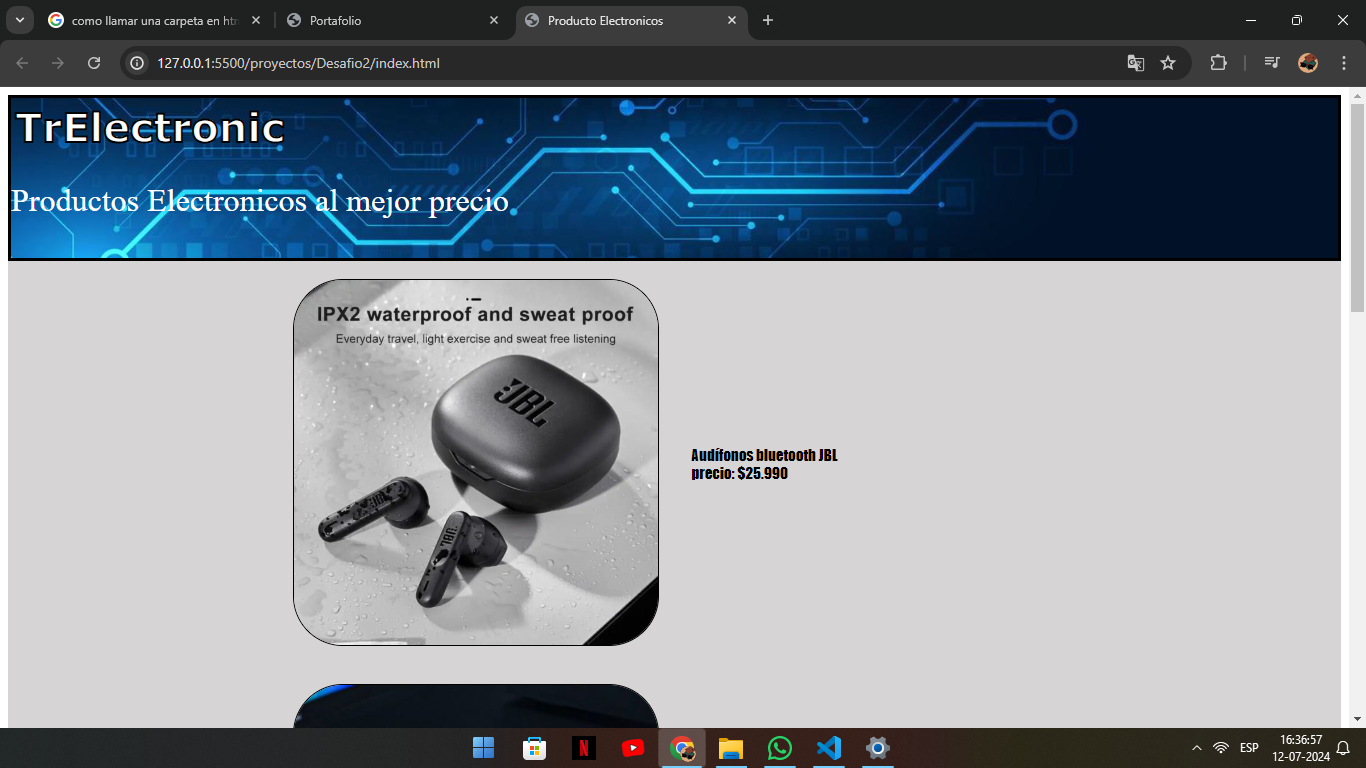 como llamar una carpeta en htm
Portafolio
Producto Electronicos
127.0.0.1:5500/proyectos/Desafio2/index.html
TrElectronic
Productos Electronicos al mejor precio
IPX2 waterproof and sweat proof
Everyday travel, light exercise and sweat free listening
JBL
JBL
JBL
Audífonos bluetooth JBL
precio: $25.990
ESP
16:36:57
12-07-2024